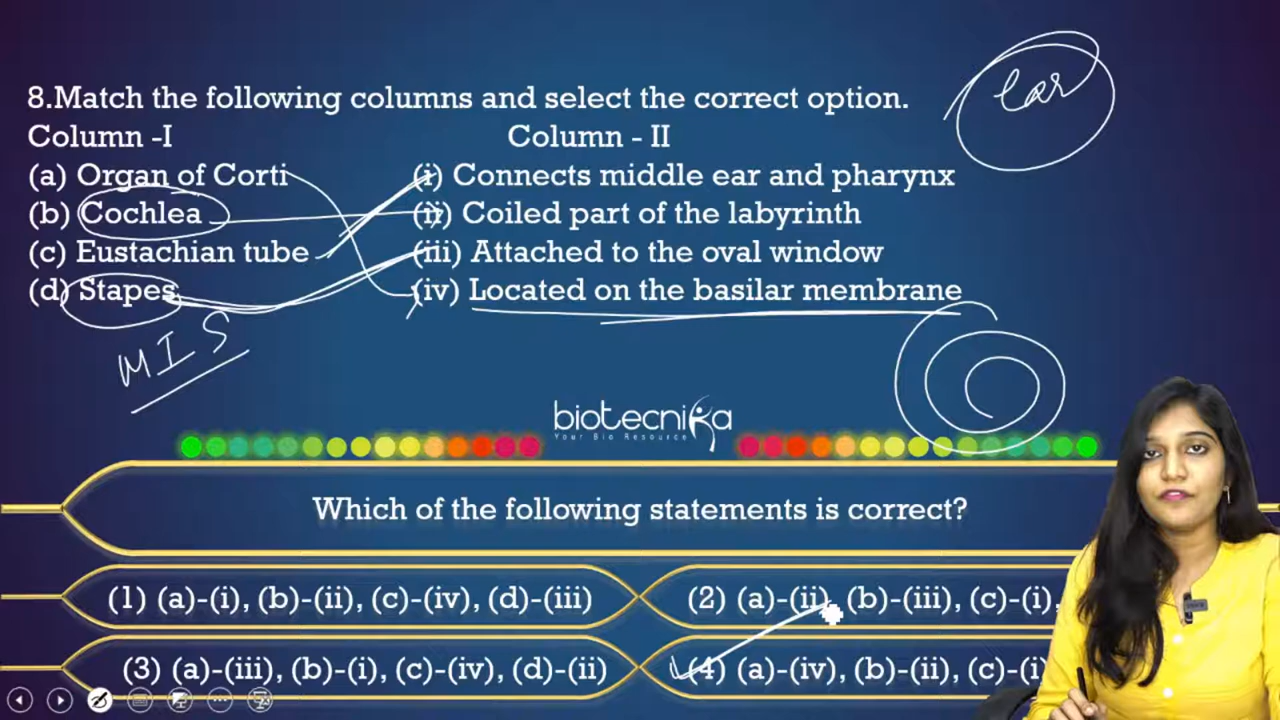 ear
8.Match the following columns and select the correct option.
Column -I Column - II
(a) Organ of Corti (i) Connects middle ear and pharynx
(b) Cochlea (ii) Coiled part of the labyrinth
(c) Eustachian tube (iii) Attached to the oval window
(d) Stapes (iv) Located on the basilar membrane
M I S
biotecnika
Your Bio Resource
Which of the following statements is correct?
(1) (a)-(i), (b)-(ii), (c)-(iv), (d)-(iii) (2) (a)-(ii), (b)-(iii), (c)-(i),
(3) (a)-(iii), (b)-(i), (c)-(iv), (d)-(ii) (4) (a)-(iv), (b)-(ii), (c)-(i)